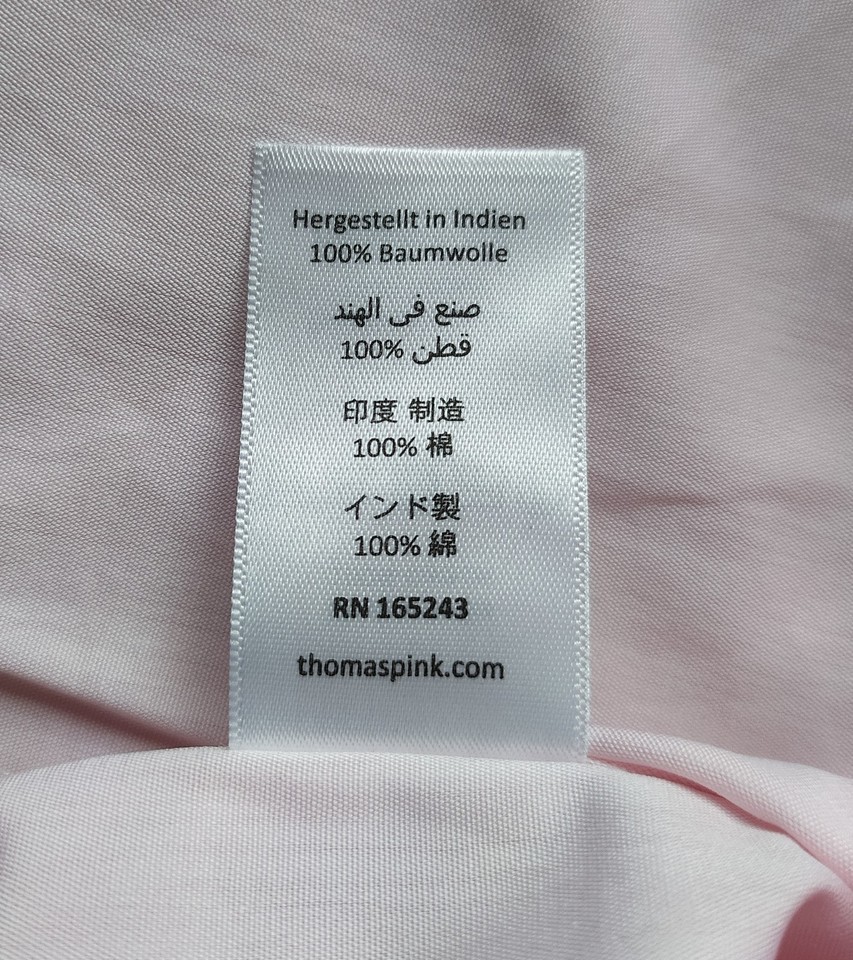 Hergestellt in Indien
100% Baumwolle
صنع فى الهند
100% قطن
印度 制造
100% 棉
インド製
100% 綿
RN 165243
thomaspink.com